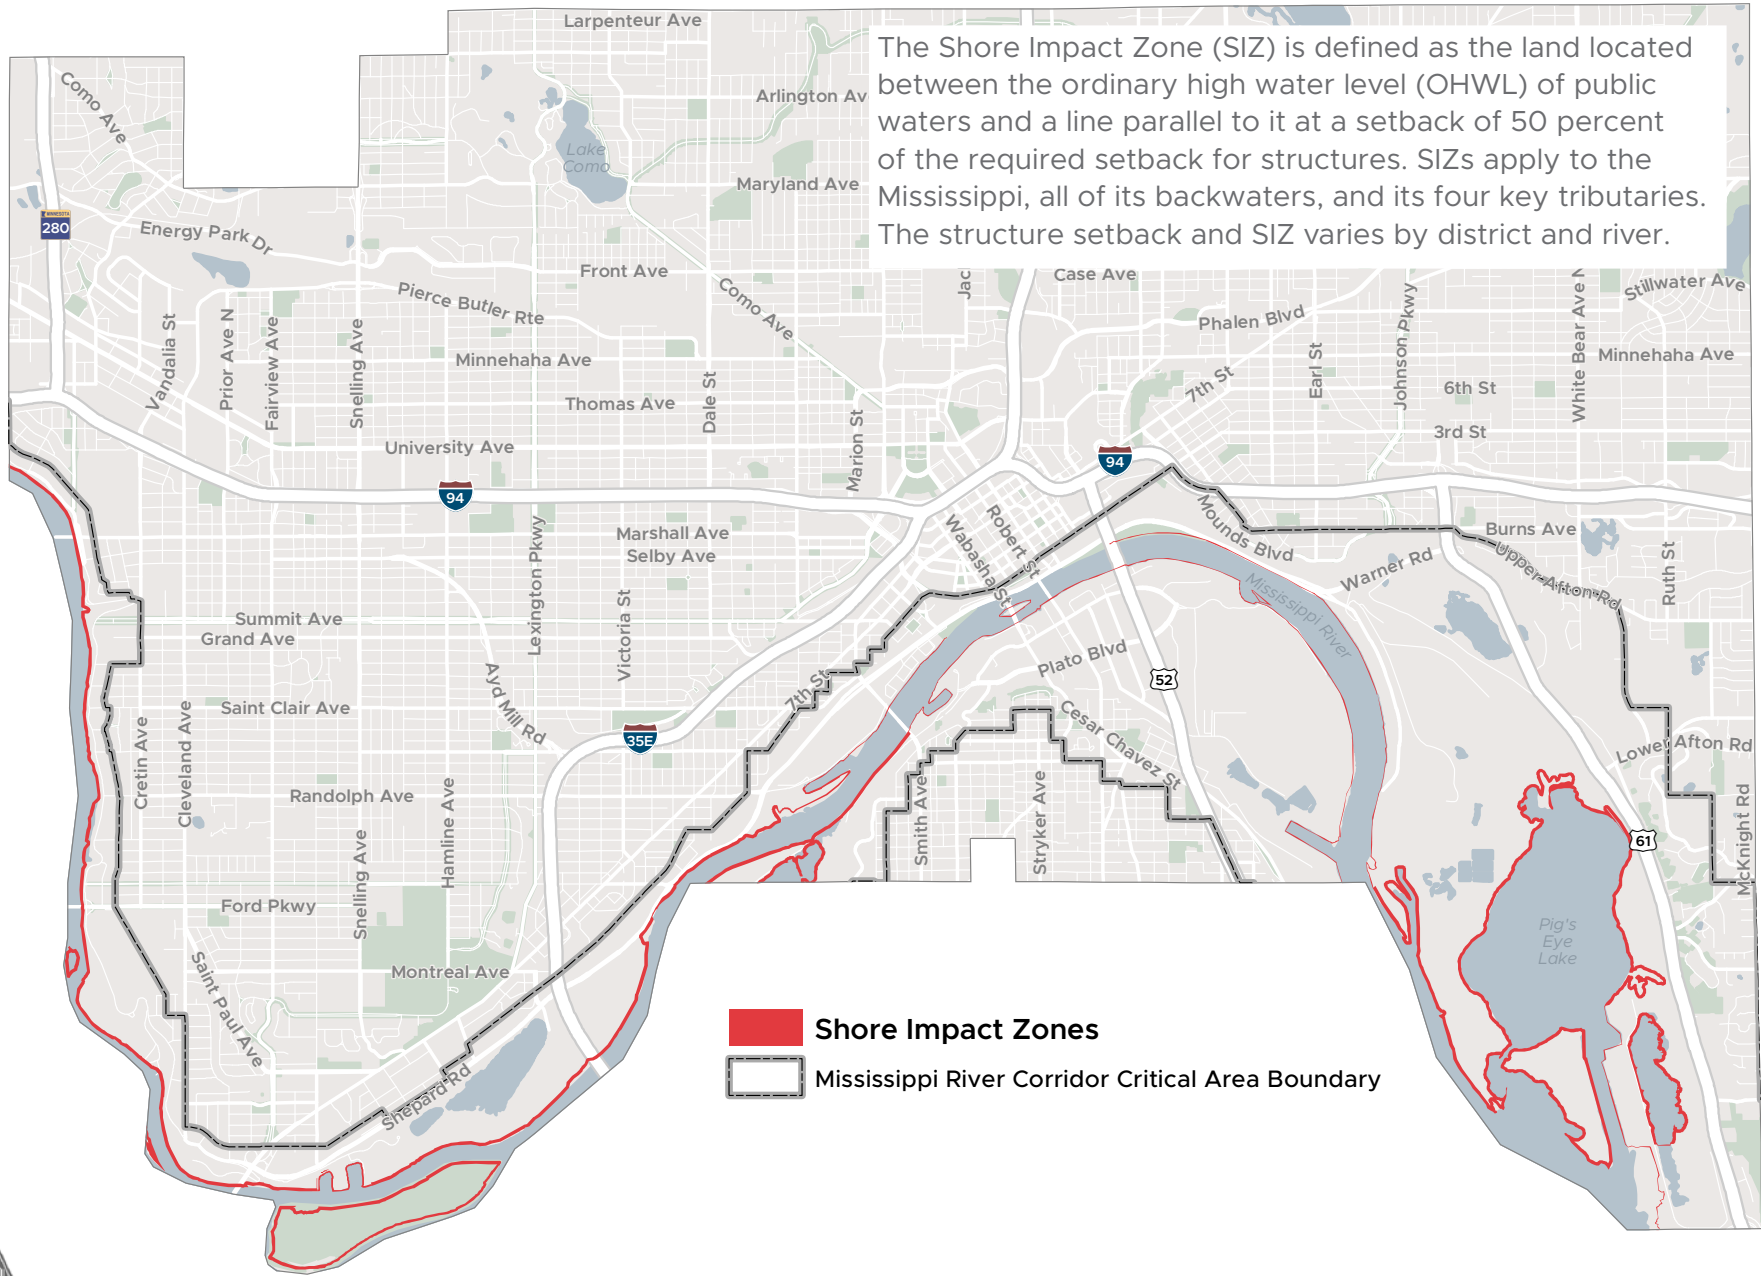 Larpenteur Ave
The Shore Impact Zone (SIZ) is defined as the land located
between the ordinary high water level (OHWL) of public
waters and a line parallel to it at a setback of 50 percent
of the required setback for structures. SIZs apply to the
Mississippi, all of its backwaters, and its four key tributaries.
The structure setback and SIZ varies by district and river.
Como Ave
Arlington Av
Lake
Como
Maryland Ave
MINNESOTA
280
Energy Park Dr
Front Ave
Jac
Case Ave
Pierce Butler Rte
Como Ave
Stillwater Ave
Phalen Blvd
Johnson Pkwy
White Bear Ave N
Vandalia St
Prior Ave N
Fairview Ave
Snelling Ave
Minnehaha Ave
Minnehaha Ave
Earl St
7th St
6th St
Dale St
Thomas Ave
Marion St
University Ave
3rd St
94
94
Lexington Pkwy
Marshall Ave
Selby Ave
Wabasha St
Robert St
Mounds Blvd
Burns Ave
Warner Rd
Upper Afton Rd
Ruth St
Mississippi River
Summit Ave
Grand Ave
Victoria St
Ayd Mill Rd
Plato Blvd
52
7th St
Saint Clair Ave
Cretin Ave
Cleveland Ave
35E
Cesar Chavez St
Lower Afton Rd
Randolph Ave
Hamline Ave
Snelling Ave
Smith Ave
Stryker Ave
61
McKnight Rd
Ford Pkwy
Pig's
Eye
Lake
Montreal Ave
Saint Paul Ave
Shepard Rd
Shore Impact Zones
Mississippi River Corridor Critical Area Boundary